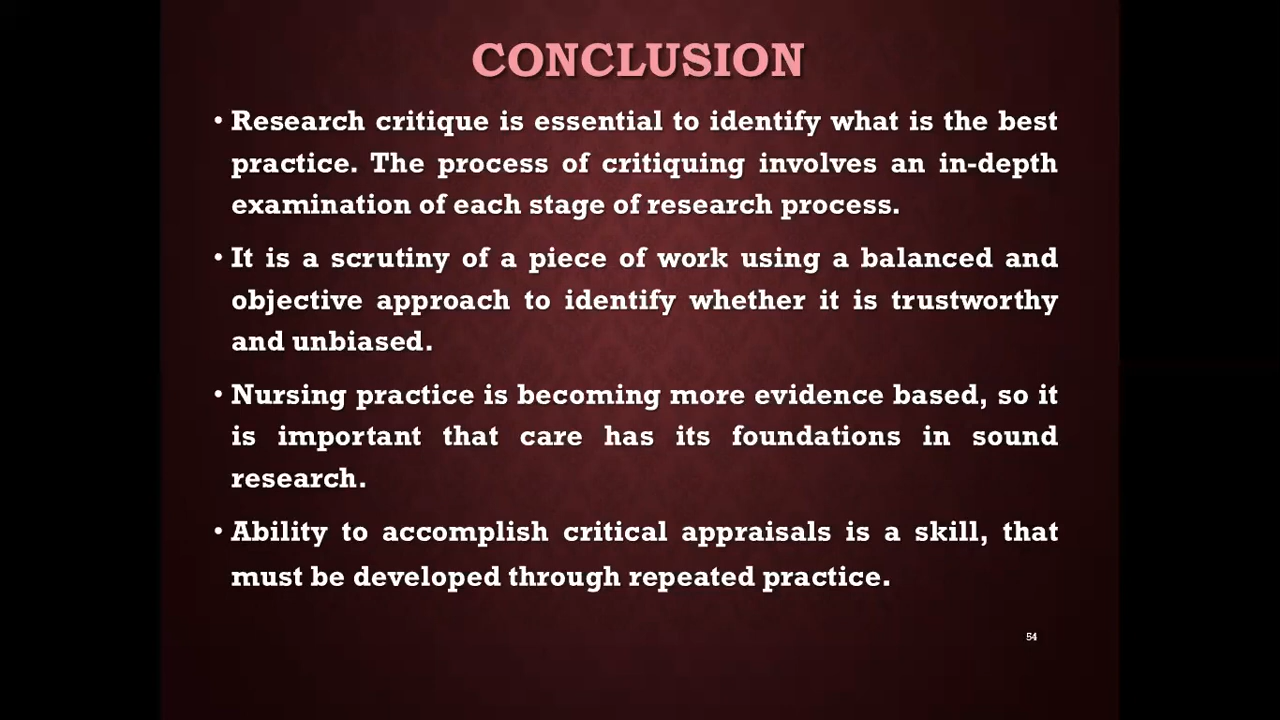 CONCLUSION
• Research critique is essential to identify what is the best
practice. The process of critiquing involves an in-depth
examination of each stage of research process.
• It is a scrutiny of a piece of work using a balanced and
objective approach to identify whether it is trustworthy
and unbiased.
• Nursing practice is becoming more evidence based, so it
is important that care has its foundations in sound
research.
• Ability to accomplish critical appraisals is a skill, that
must be developed through repeated practice.
54